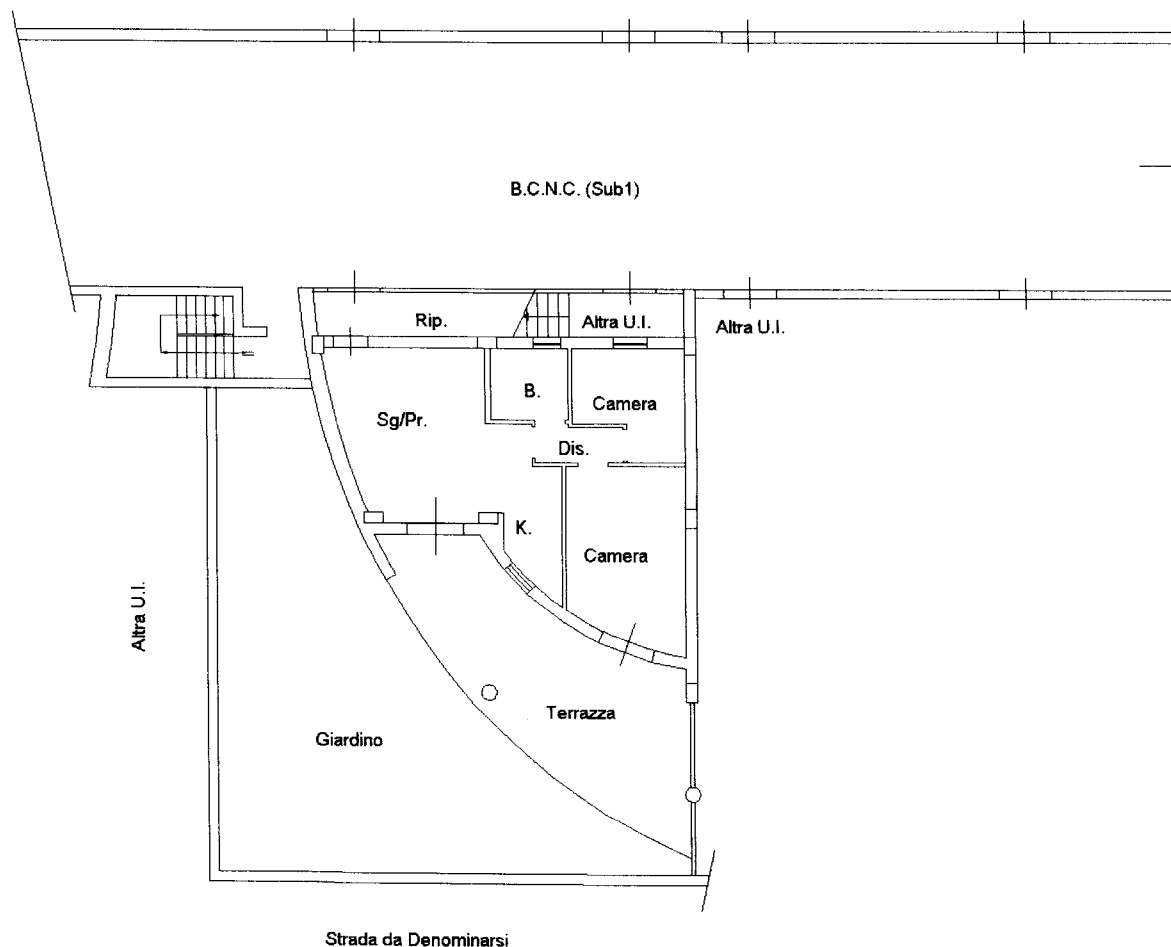 B.C.N.C. (Sub1)
Rip.
Altra U.I.
Altra U.I.
B.
Camera
Sg/Pr.
Dis.
K.
Camera
Altra U.I.
Terrazza
Giardino
Strada da Denominarsi